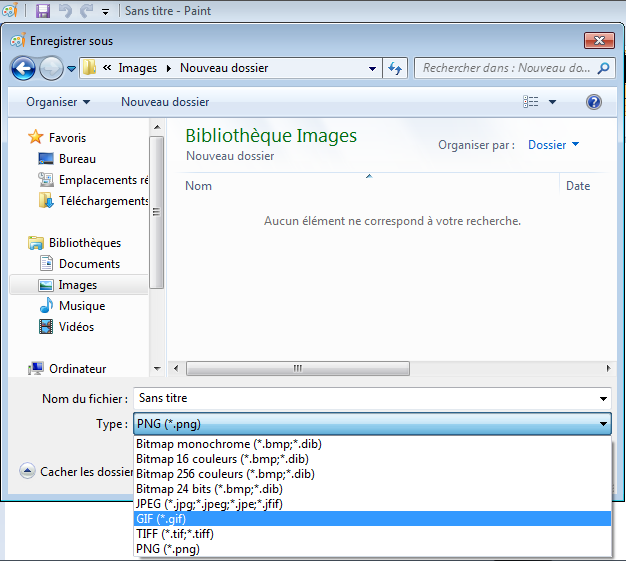 Sans titre - Paint
Enregistrer sous
« Images Nouveau dossier
Rechercher dans : Nouveau do...
Organiser Nouveau dossier
Favoris
Bureau
Emplacements ré
Téléchargements
Bibliothèques
Documents
Images
Musique
Vidéos
Ordinateur
Bibliothèque Images
Nouveau dossier
Organiser par : Dossier
Nom Date
Aucun élément ne correspond à votre recherche.
Nom du fichier : Sans titre
Type : PNG (*.png)
Bitmap monochrome (*.bmp;*.dib)
Bitmap 16 couleurs (*.bmp;*.dib)
Bitmap 256 couleurs (*.bmp;*.dib)
Bitmap 24 bits (*.bmp;*.dib)
JPEG (*.jpg;*.jpeg;*.jpe;*.jfif)
GIF (*.gif)
TIFF (*.tif;*.tiff)
PNG (*.png)
Cacher les dossier